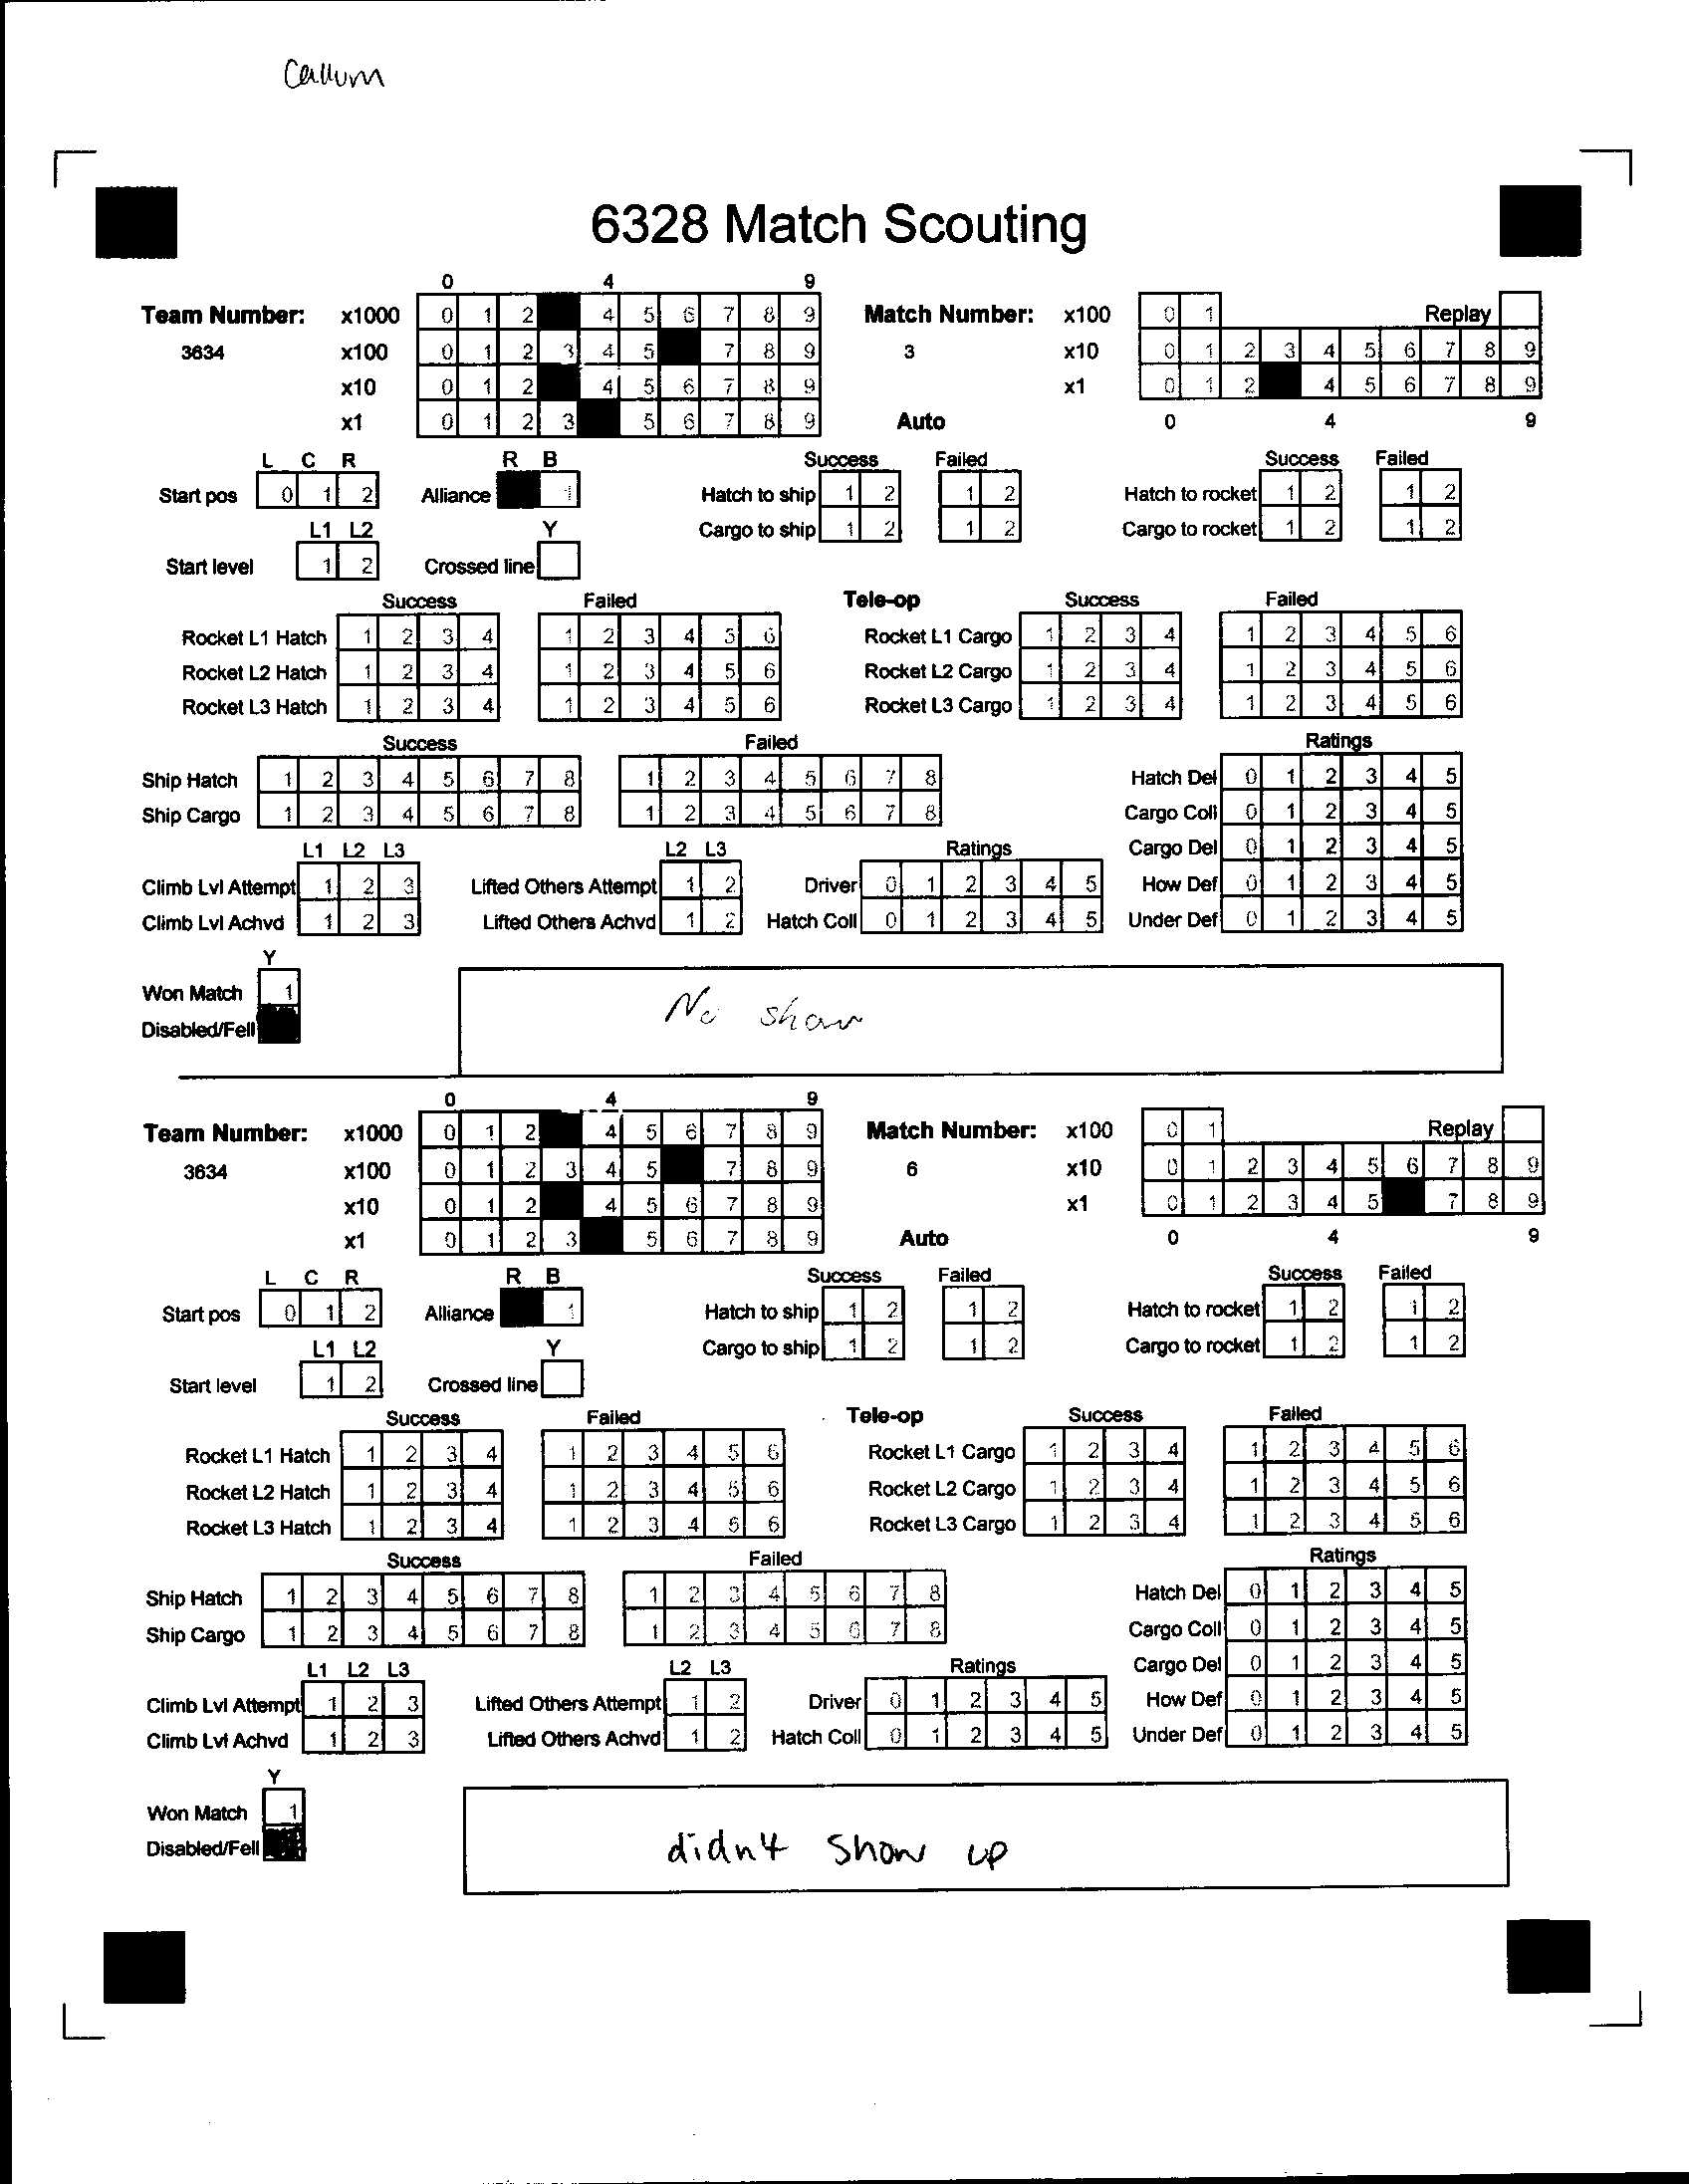 Callum
6328 Match Scouting
0 4 9
Team Number: x1000 0 1 2 4 5 6 7 8 9 Match Number: x100 0 1 Replay
3634 x100 0 1 2 3 4 5 7 8 9 3 x10 0 1 2 3 4 5 6 7 8 9
x10 0 1 2 4 5 6 7 8 9 x1 0 1 2 4 5 6 7 8 9
x1 0 1 2 3 5 6 7 8 9 Auto 0 4 9
L C R R B Success Failed Success Failed
Start pos 0 1 2 Alliance 1 Hatch to ship 1 2 1 2 Hatch to rocket 1 2 1 2
L1 L2 Y Cargo to ship 1 2 1 2 Cargo to rocket 1 2 1 2
Start level 1 2 Crossed line
Success Failed Tele-op Success Failed
Rocket L1 Hatch 1 2 3 4 1 2 3 4 5 6 Rocket L1 Cargo 1 2 3 4 1 2 3 4 5 6
Rocket L2 Hatch 1 2 3 4 1 2 3 4 5 6 Rocket L2 Cargo 1 2 3 4 1 2 3 4 5 6
Rocket L3 Hatch 1 2 3 4 1 2 3 4 5 6 Rocket L3 Cargo 1 2 3 4 1 2 3 4 5 6
Success Failed Ratings
Ship Hatch 1 2 3 4 5 6 7 8 1 2 3 4 5 6 7 8 Hatch Del 0 1 2 3 4 5
Ship Cargo 1 2 3 4 5 6 7 8 1 2 3 4 5 6 7 8 Cargo Coll 0 1 2 3 4 5
L1 L2 L3 L2 L3 Ratings Cargo Del 0 1 2 3 4 5
Climb Lvl Attempt 1 2 3 Lifted Others Attempt 1 2 Driver 0 1 2 3 4 5 How Def 0 1 2 3 4 5
Climb Lvl Achvd 1 2 3 Lifted Others Achvd 1 2 Hatch Coll 0 1 2 3 4 5 Under Def 0 1 2 3 4 5
Y
Won Match 1
Disabled/Fell
No show
0 4 9
Team Number: x1000 0 1 2 4 5 6 7 8 9 Match Number: x100 0 1 Replay
3634 x100 0 1 2 3 4 5 7 8 9 6 x10 0 1 2 3 4 5 6 7 8 9
x10 0 1 2 4 5 6 7 8 9 x1 0 1 2 3 4 5 7 8 9
x1 0 1 2 3 5 6 7 8 9 Auto 0 4 9
L C R R B Success Failed Success Failed
Start pos 0 1 2 Alliance 1 Hatch to ship 1 2 1 2 Hatch to rocket 1 2 1 2
L1 L2 Y Cargo to ship 1 2 1 2 Cargo to rocket 1 2 1 2
Start level 1 2 Crossed line
Success Failed Tele-op Success Failed
Rocket L1 Hatch 1 2 3 4 1 2 3 4 5 6 Rocket L1 Cargo 1 2 3 4 1 2 3 4 5 6
Rocket L2 Hatch 1 2 3 4 1 2 3 4 5 6 Rocket L2 Cargo 1 2 3 4 1 2 3 4 5 6
Rocket L3 Hatch 1 2 3 4 1 2 3 4 5 6 Rocket L3 Cargo 1 2 3 4 1 2 3 4 5 6
Success Failed Ratings
Ship Hatch 1 2 3 4 5 6 7 8 1 2 3 4 5 6 7 8 Hatch Del 0 1 2 3 4 5
Ship Cargo 1 2 3 4 5 6 7 8 1 2 3 4 5 6 7 8 Cargo Coll 0 1 2 3 4 5
L1 L2 L3 L2 L3 Ratings Cargo Del 0 1 2 3 4 5
Climb Lvl Attempt 1 2 3 Lifted Others Attempt 1 2 Driver 0 1 2 3 4 5 How Def 0 1 2 3 4 5
Climb Lvl Achvd 1 2 3 Lifted Others Achvd 1 2 Hatch Coll 0 1 2 3 4 5 Under Def 0 1 2 3 4 5
Y
Won Match 1
Disabled/Fell
didn't show up